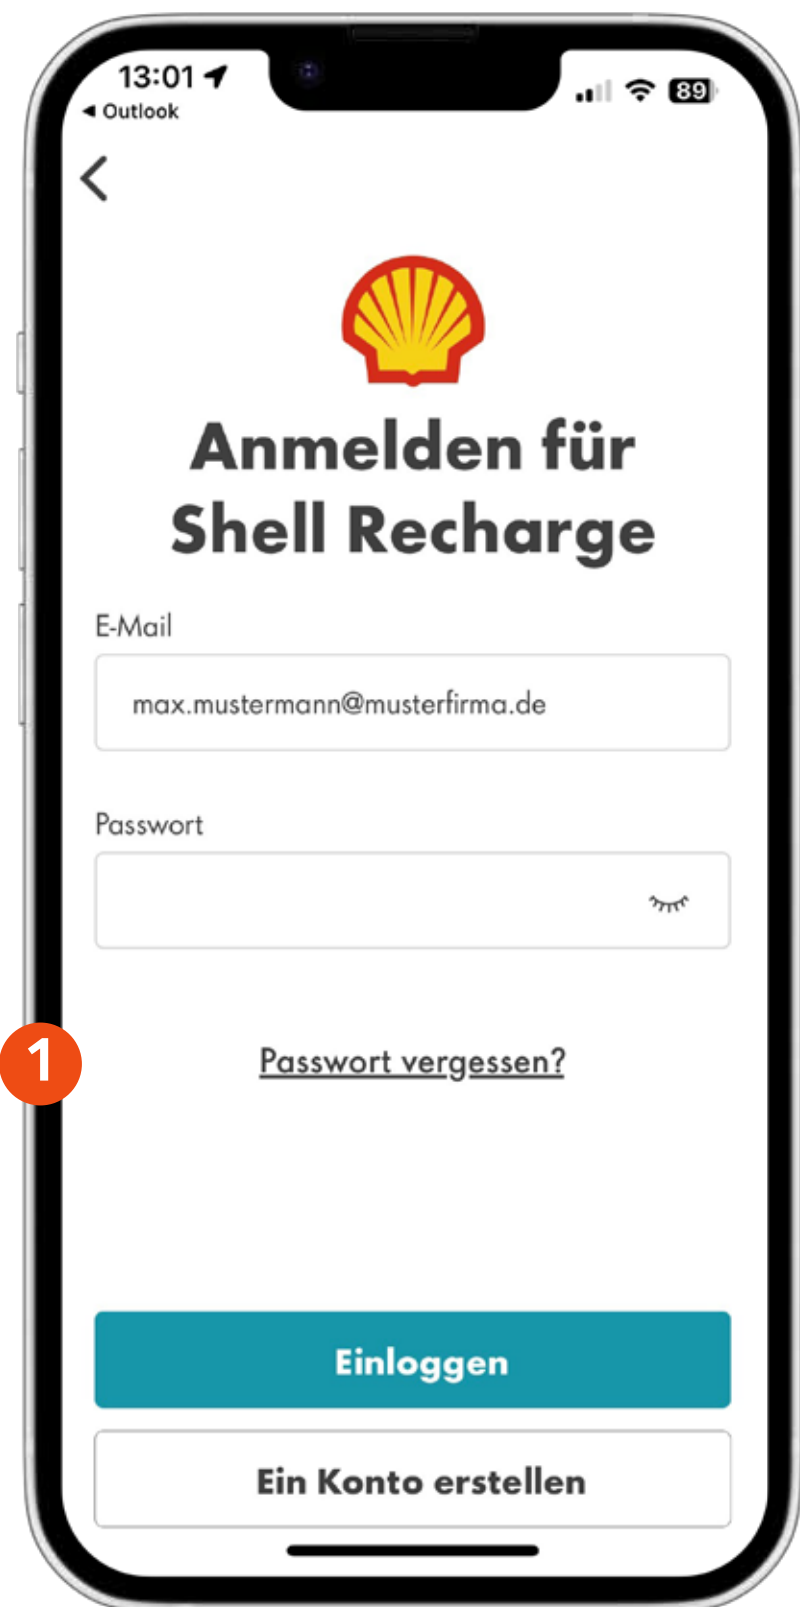 13:01
◄ Outlook
89
Anmelden für
Shell Recharge
E-Mail
max.mustermann@musterfirma.de
Passwort
1
Passwort vergessen?
Einloggen
Ein Konto erstellen